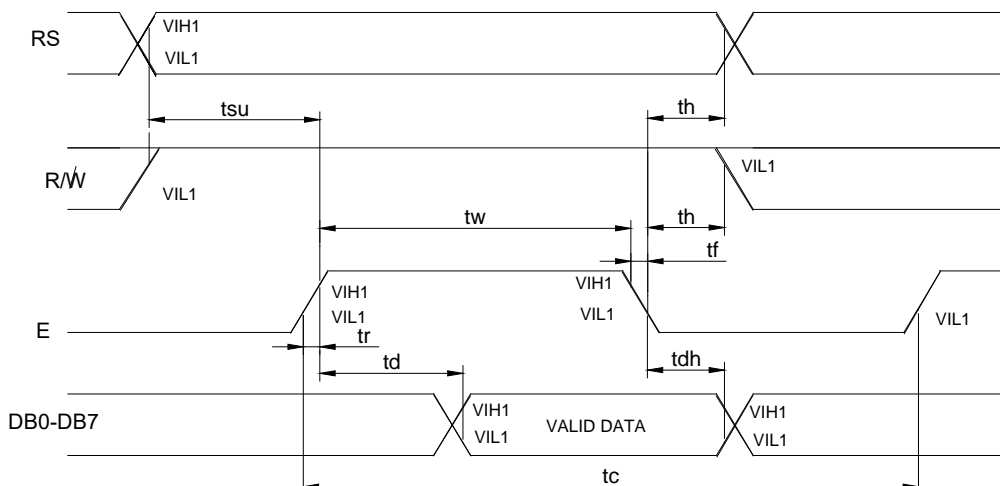 RS
VIH1
VIL1
tsu
th
R/W
VIL1
VIL1
tw
th
tf
E
VIH1
VIL1
VIH1
VIL1
VIL1
tr
td
tdh
DB0-DB7
VIH1
VIL1
VALID DATA
VIH1
VIL1
tc